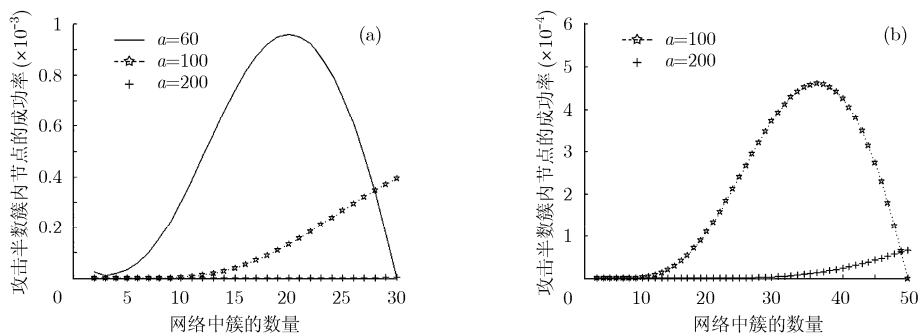 攻击半数簇内节点的成功率(×10⁻³)
1
0.8
0.6
0.4
0.2
0
5
10
15
20
25
30
a=60
a=100
a=200
(a)
网络中簇的数量
攻击半数簇内节点的成功率(×10⁻⁴)
6
5
4
3
2
1
0
10
20
30
40
50
a=100
a=200
(b)
网络中簇的数量